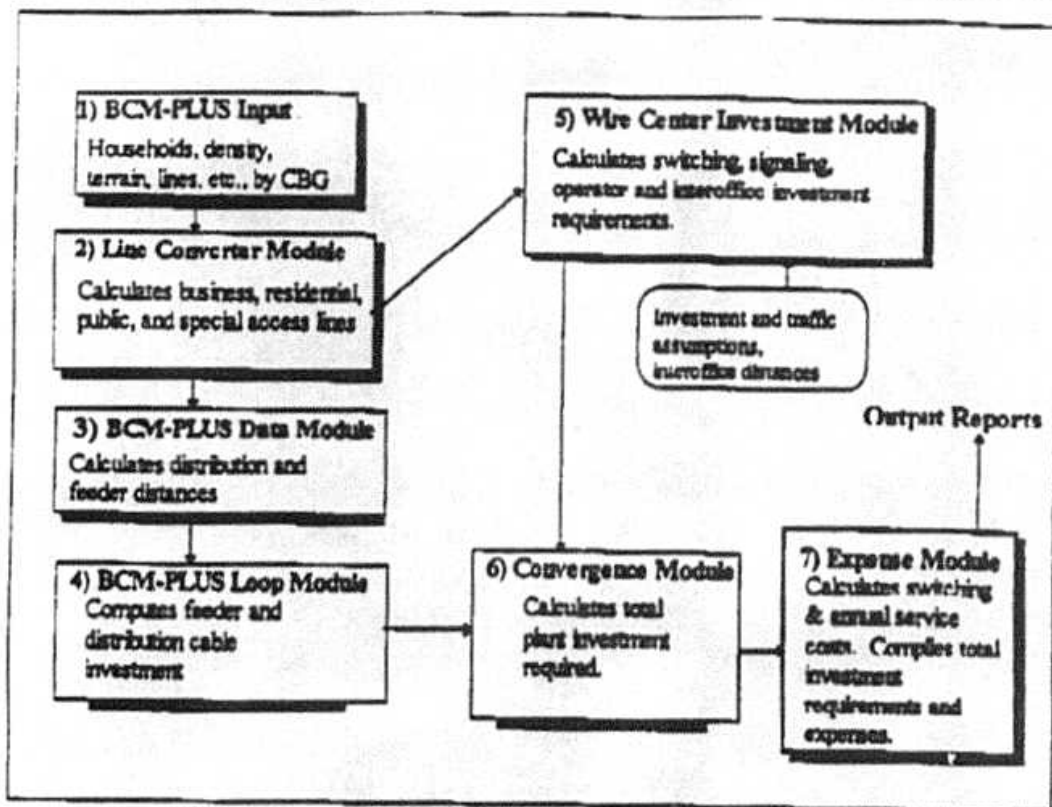 1) BCM-PLUS Input
Households, density,
terrain, lines, etc., by CBG
2) Line Converter Module
Calculates business, residential,
public, and special access lines
3) BCM-PLUS Data Module
Calculates distribution and
feeder distances
4) BCM-PLUS Loop Module
Computes feeder and
distribution cable
investment
5) Wire Center Investment Module
Calculates switching, signaling,
operator and interoffice investment
requirements.
Investment and traffic
assumptions,
interoffice distances
6) Convergence Module
Calculates total
plant investment
required.
7) Expense Module
Calculates switching
& annual service
costs. Compiles total
investment
requirements and
expenses.
Output Reports